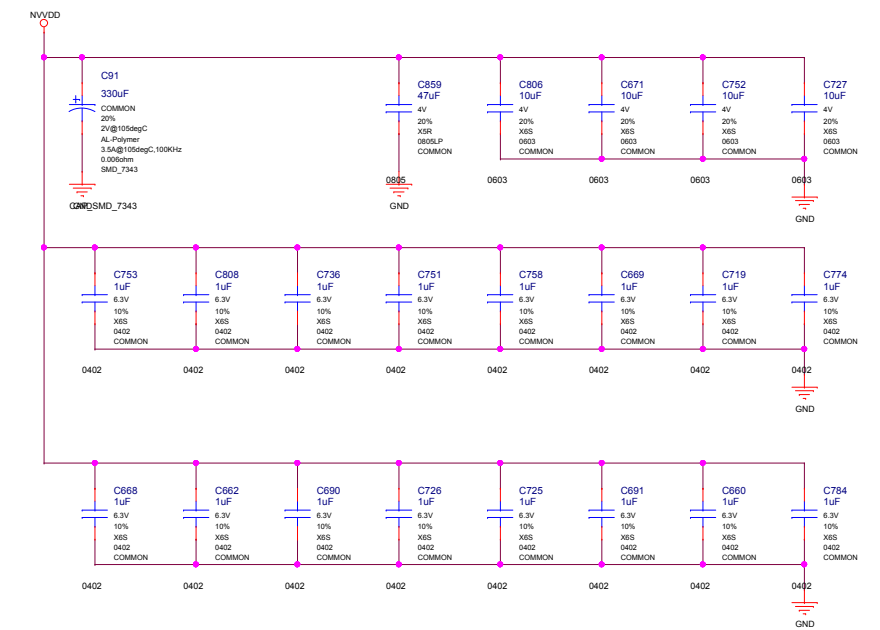 NVVDD
C91
330uF
COMMON
20%
2V@105degC
AL-Polymer
3.5A@105degC,100KHz
0.006ohm
SMD_7343
+
C859
47uF
4V
20%
X5R
0805LP
COMMON
C806
10uF
4V
20%
X6S
0603
COMMON
C671
10uF
4V
20%
X6S
0603
COMMON
C752
10uF
4V
20%
X6S
0603
COMMON
C727
10uF
4V
20%
X6S
0603
COMMON
0805
0603
0603
0603
0603
GND
GND
GND
C753
1uF
6.3V
10%
X6S
0402
COMMON
C808
1uF
6.3V
10%
X6S
0402
COMMON
C736
1uF
6.3V
10%
X6S
0402
COMMON
C751
1uF
6.3V
10%
X6S
0402
COMMON
C758
1uF
6.3V
10%
X6S
0402
COMMON
C669
1uF
6.3V
10%
X6S
0402
COMMON
C719
1uF
6.3V
10%
X6S
0402
COMMON
C774
1uF
6.3V
10%
X6S
0402
COMMON
0402
0402
0402
0402
0402
0402
0402
0402
GND
C668
1uF
6.3V
10%
X6S
0402
COMMON
C662
1uF
6.3V
10%
X6S
0402
COMMON
C690
1uF
6.3V
10%
X6S
0402
COMMON
C726
1uF
6.3V
10%
X6S
0402
COMMON
C725
1uF
6.3V
10%
X6S
0402
COMMON
C691
1uF
6.3V
10%
X6S
0402
COMMON
C660
1uF
6.3V
10%
X6S
0402
COMMON
C784
1uF
6.3V
10%
X6S
0402
COMMON
0402
0402
0402
0402
0402
0402
0402
0402
GND